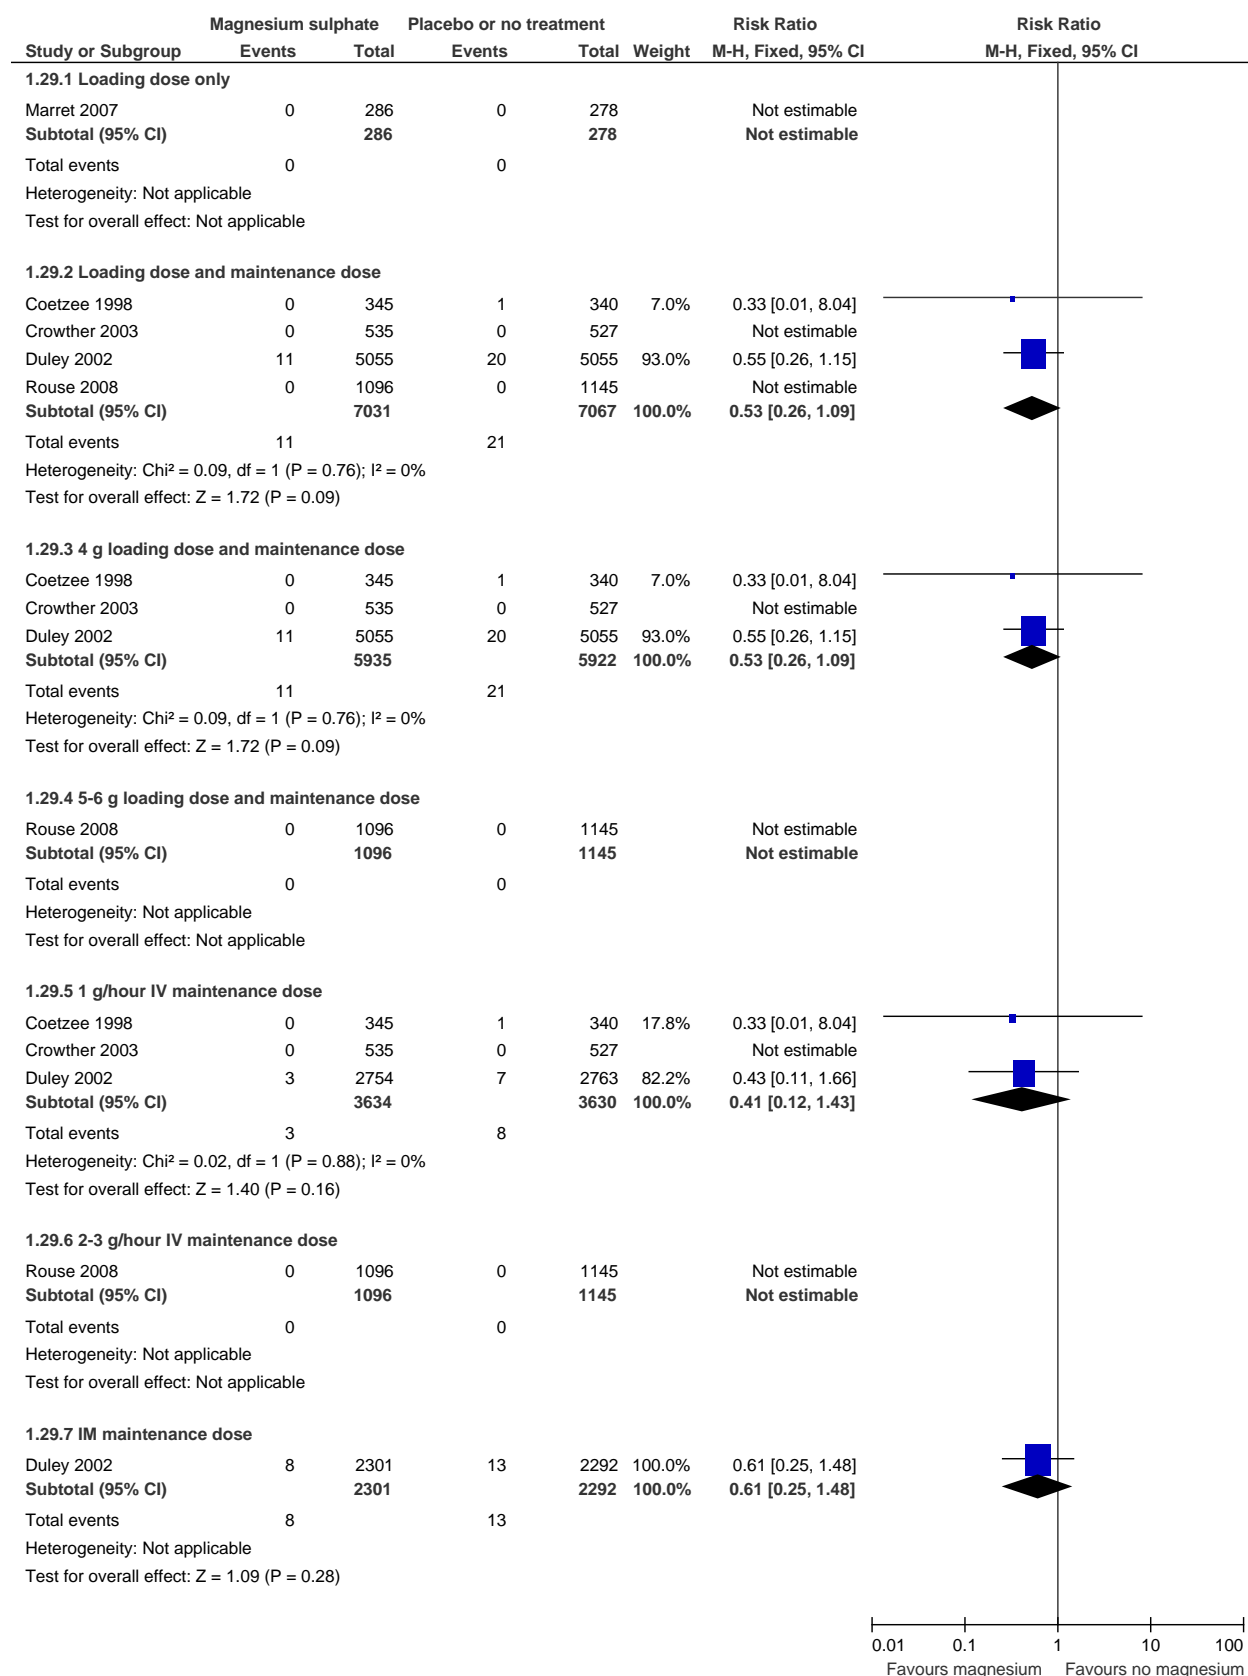 Magnesium sulphate Placebo or no treatment Risk Ratio Risk Ratio
Study or Subgroup Events Total Events Total Weight M-H, Fixed, 95% CI M-H, Fixed, 95% CI
1.29.1 Loading dose only
Marret 2007 0 286 0 278 Not estimable
Subtotal (95% CI) 286 278 Not estimable
Total events 0 0
Heterogeneity: Not applicable
Test for overall effect: Not applicable
1.29.2 Loading dose and maintenance dose
Coetzee 1998 0 345 1 340 7.0% 0.33 [0.01, 8.04]
Crowther 2003 0 535 0 527 Not estimable
Duley 2002 11 5055 20 5055 93.0% 0.55 [0.26, 1.15]
Rouse 2008 0 1096 0 1145 Not estimable
Subtotal (95% CI) 7031 7067 100.0% 0.53 [0.26, 1.09]
Total events 11 21
Heterogeneity: Chi² = 0.09, df = 1 (P = 0.76); I² = 0%
Test for overall effect: Z = 1.72 (P = 0.09)
1.29.3 4 g loading dose and maintenance dose
Coetzee 1998 0 345 1 340 7.0% 0.33 [0.01, 8.04]
Crowther 2003 0 535 0 527 Not estimable
Duley 2002 11 5055 20 5055 93.0% 0.55 [0.26, 1.15]
Subtotal (95% CI) 5935 5922 100.0% 0.53 [0.26, 1.09]
Total events 11 21
Heterogeneity: Chi² = 0.09, df = 1 (P = 0.76); I² = 0%
Test for overall effect: Z = 1.72 (P = 0.09)
1.29.4 5-6 g loading dose and maintenance dose
Rouse 2008 0 1096 0 1145 Not estimable
Subtotal (95% CI) 1096 1145 Not estimable
Total events 0 0
Heterogeneity: Not applicable
Test for overall effect: Not applicable
1.29.5 1 g/hour IV maintenance dose
Coetzee 1998 0 345 1 340 17.8% 0.33 [0.01, 8.04]
Crowther 2003 0 535 0 527 Not estimable
Duley 2002 3 2754 7 2763 82.2% 0.43 [0.11, 1.66]
Subtotal (95% CI) 3634 3630 100.0% 0.41 [0.12, 1.43]
Total events 3 8
Heterogeneity: Chi² = 0.02, df = 1 (P = 0.88); I² = 0%
Test for overall effect: Z = 1.40 (P = 0.16)
1.29.6 2-3 g/hour IV maintenance dose
Rouse 2008 0 1096 0 1145 Not estimable
Subtotal (95% CI) 1096 1145 Not estimable
Total events 0 0
Heterogeneity: Not applicable
Test for overall effect: Not applicable
1.29.7 IM maintenance dose
Duley 2002 8 2301 13 2292 100.0% 0.61 [0.25, 1.48]
Subtotal (95% CI) 2301 2292 100.0% 0.61 [0.25, 1.48]
Total events 8 13
Heterogeneity: Not applicable
Test for overall effect: Z = 1.09 (P = 0.28)
0.01 0.1 1 10 100
Favours magnesium Favours no magnesium